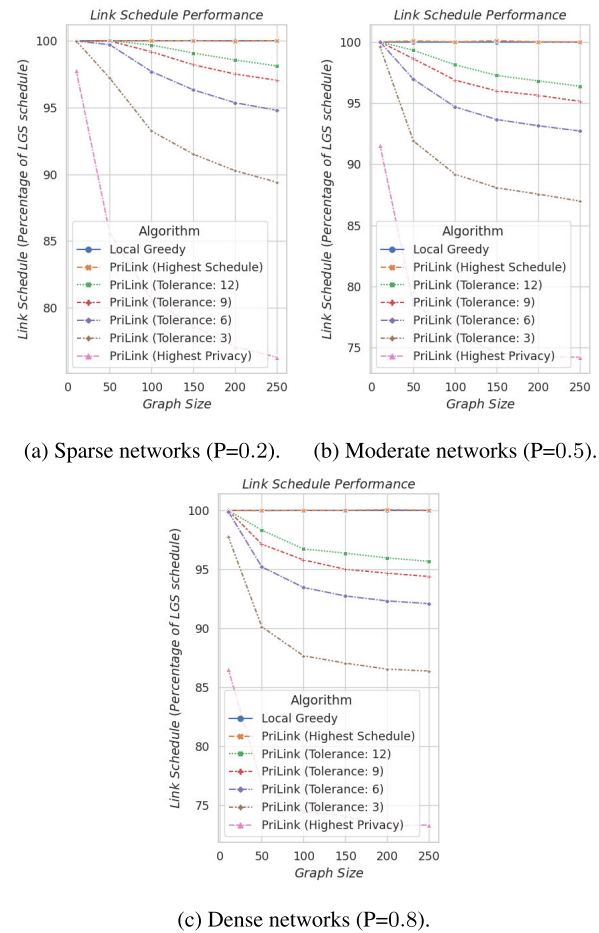 Link Schedule Performance
Link Schedule (Percentage of LGS schedule)
100
95
90
85
80
Algorithm
Local Greedy
PriLink (Highest Schedule)
PriLink (Tolerance: 12)
PriLink (Tolerance: 9)
PriLink (Tolerance: 6)
PriLink (Tolerance: 3)
PriLink (Highest Privacy)
0 50 100 150 200 250
Graph Size
(a) Sparse networks (P=0.2).
Link Schedule Performance
Link Schedule (Percentage of LGS schedule)
100
95
90
85
80
75
Algorithm
Local Greedy
PriLink (Highest Schedule)
PriLink (Tolerance: 12)
PriLink (Tolerance: 9)
PriLink (Tolerance: 6)
PriLink (Tolerance: 3)
PriLink (Highest Privacy)
0 50 100 150 200 250
Graph Size
(b) Moderate networks (P=0.5).
Link Schedule Performance
Link Schedule (Percentage of LGS schedule)
100
95
90
85
80
75
Algorithm
Local Greedy
PriLink (Highest Schedule)
PriLink (Tolerance: 12)
PriLink (Tolerance: 9)
PriLink (Tolerance: 6)
PriLink (Tolerance: 3)
PriLink (Highest Privacy)
0 50 100 150 200 250
Graph Size
(c) Dense networks (P=0.8).